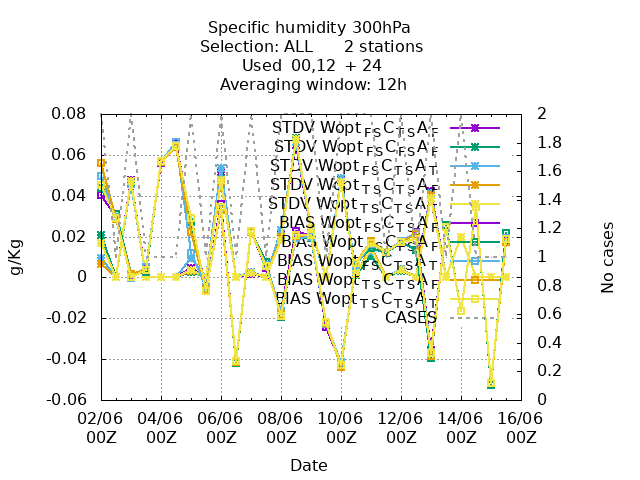 Specific humidity 300hPa
Selection: ALL 2 stations
Used 00,12 + 24
Averaging window: 12h
g/Kg
No cases
0.08
0.06
0.04
0.02
0
-0.02
-0.04
-0.06
2
1.8
1.6
1.4
1.2
1
0.8
0.6
0.4
0.2
0
STDV Wopt FS C TS A F
STDV Wopt FS C FS A F
STDV Wopt FS C TS A T
STDV Wopt TS C TS A F
STDV Wopt TS C TS A T
BIAS Wopt FS C TS A F
BIAS Wopt FS C FS A F
BIAS Wopt FS C TS A T
BIAS Wopt TS C TS A F
BIAS Wopt TS C TS A T
CASES
02/06 04/06 06/06 08/06 10/06 12/06 14/06 16/06
00Z 00Z 00Z 00Z 00Z 00Z 00Z 00Z
Date